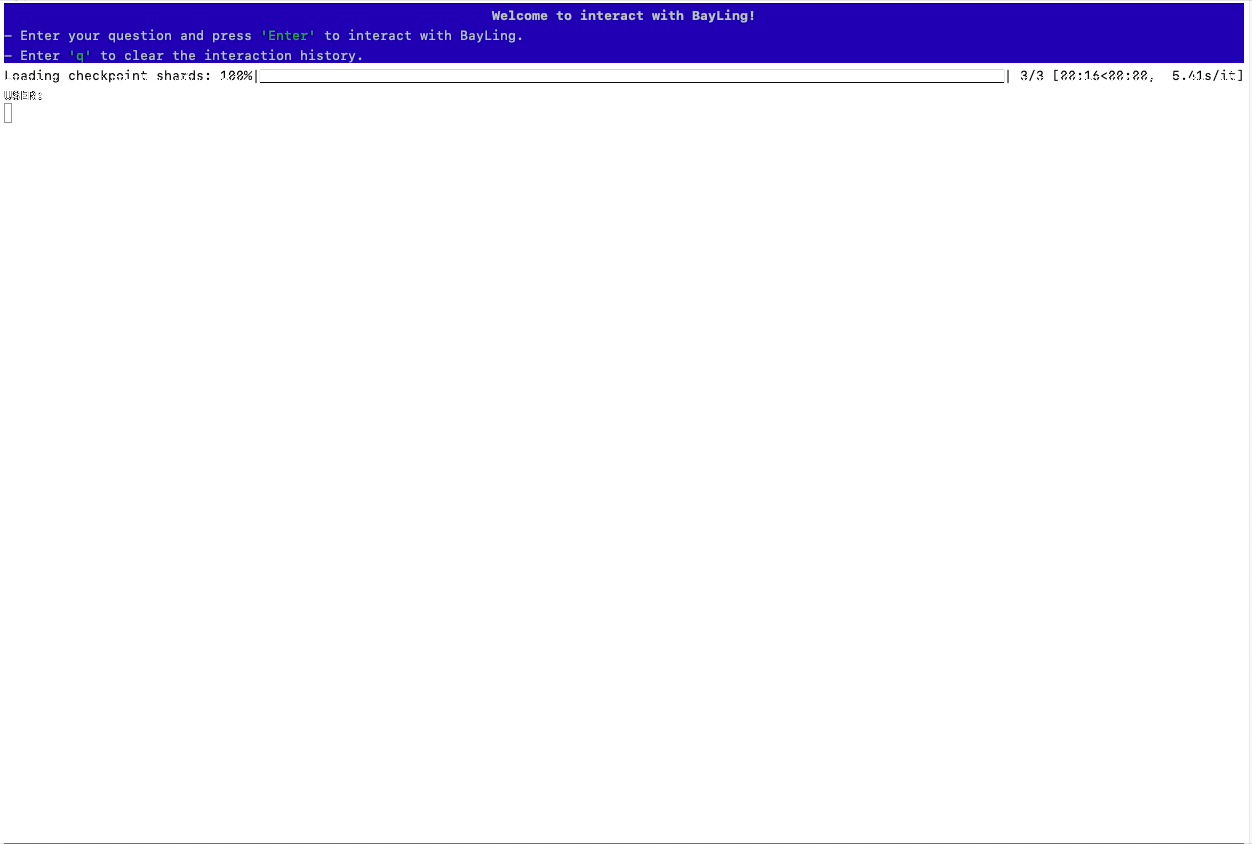 Welcome to interact with BayLing!
— Enter your question and press 'Enter' to interact with BayLing.
— Enter 'q' to clear the interaction history.
Loading checkpoint shards: 100%| | 3/3 [00:16<00:00, 5.41s/it]
USER: